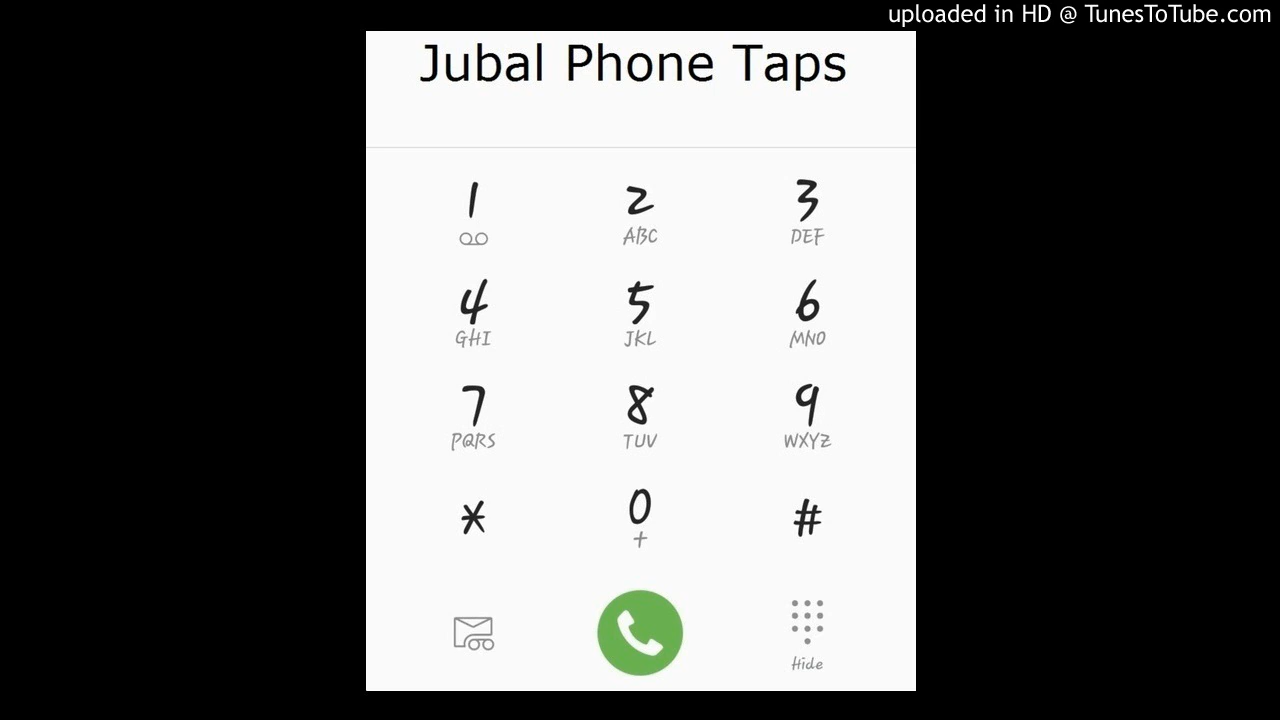 uploaded in HD @ TunesToTube.com
Jubal Phone Taps
1 2 3
ABC DEF
4 5 6
GHI JKL MNO
7 8 9
PQRS TUV WXYZ
* 0 #
+
Hide